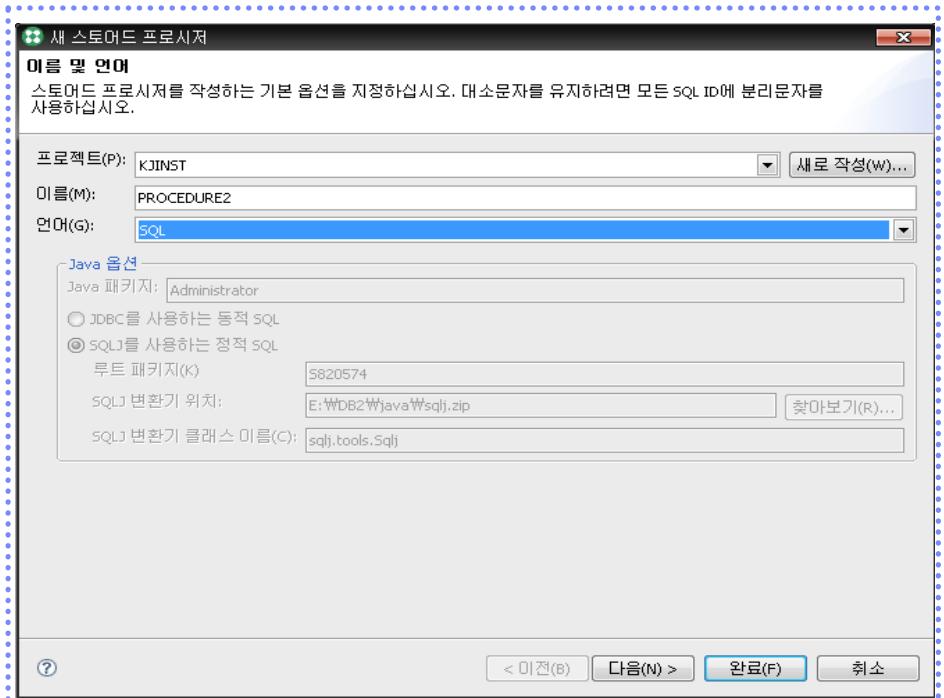 새 스토어드 프로시저
이름 및 언어
스토어드 프로시저를 작성하는 기본 옵션을 지정하십시오. 대소문자를 유지하려면 모든 SQL ID에 분리문자를
사용하십시오.
프로젝트(P): KJINST 새로 작성(W)...
이름(M): PROCEDURE2
언어(G): SQL
Java 옵션
Java 패키지: Administrator
JDBC를 사용하는 동적 SQL
SQLJ를 사용하는 정적 SQL
루트 패키지(K) S820574
SQLJ 변환기 위치: E:₩DB2₩java₩sqlj.zip 찾아보기(R)...
SQLJ 변환기 클래스 이름(C): sqlj.tools.Sqlj
? < 이전(B) 다음(N) > 완료(F) 취소